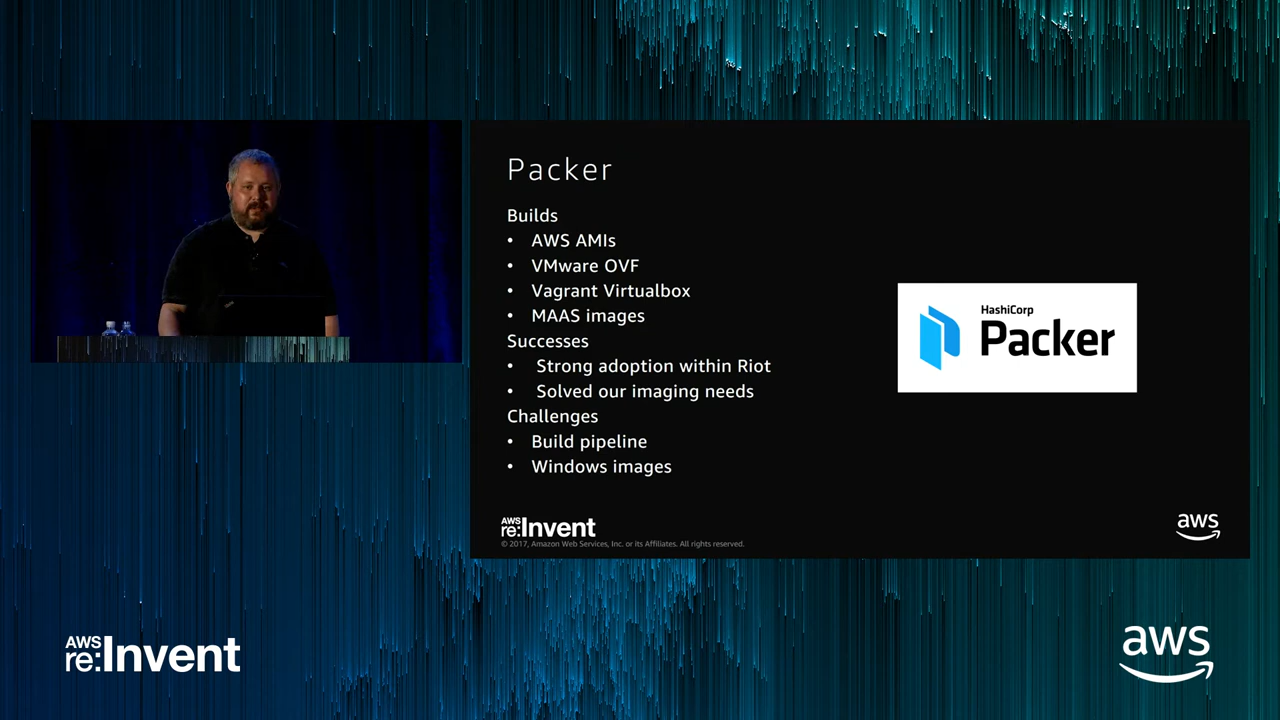 Packer
Builds
• AWS AMIs
• VMware OVF
• Vagrant Virtualbox
• MAAS images
Successes
• Strong adoption within Riot
• Solved our imaging needs
Challenges
• Build pipeline
• Windows images
HashiCorp
Packer
AWS
re:Invent
© 2017, Amazon Web Services, Inc. or its Affiliates. All rights reserved.
aws
AWS
re:Invent
aws